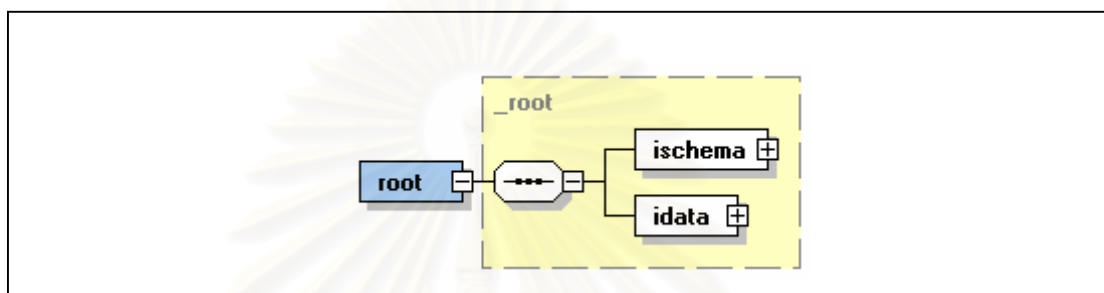 _root
root
ischema
idata